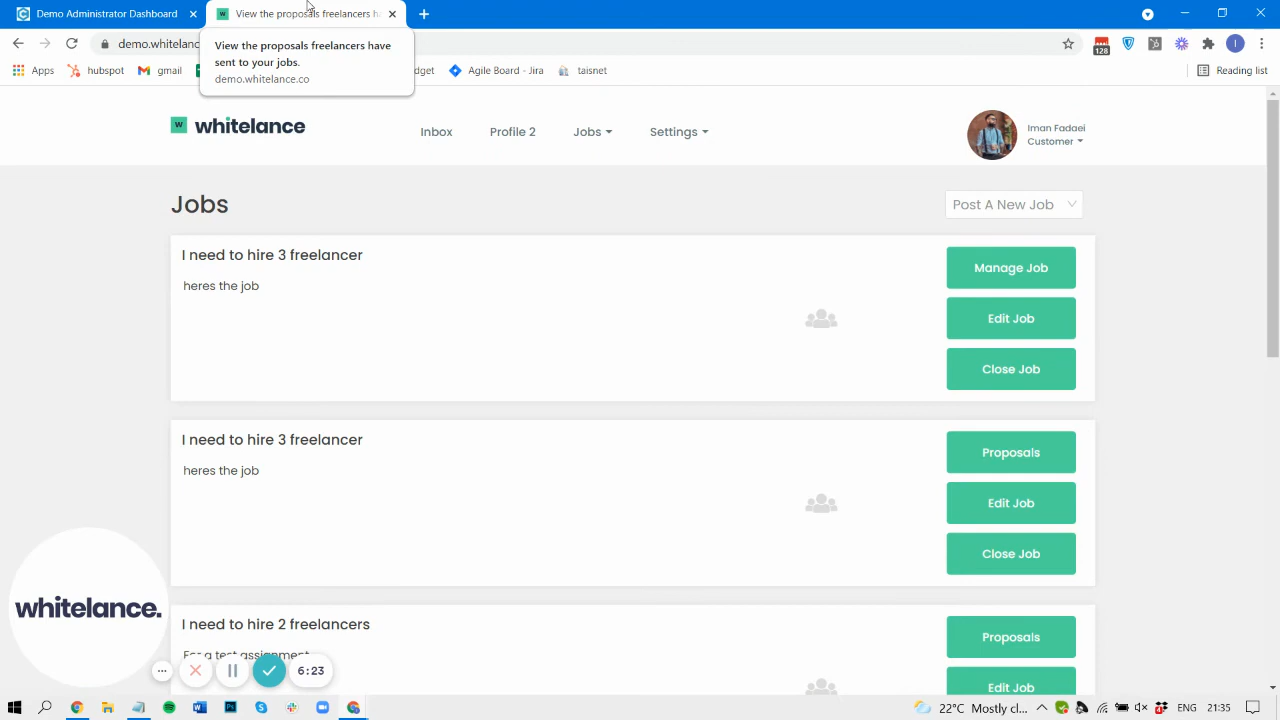 Demo Administrator Dashboard
View the proposals freelancers h
demo.whitelanc
View the proposals freelancers have
sent to your jobs.
demo.whitelance.co
128
I
Apps
hubspot
gmail
dget
Agile Board - Jira
taisnet
Reading list
w whitelance
Inbox
Profile 2
Jobs
Settings
Iman Fadaei
Customer
Jobs
Post A New Job
I need to hire 3 freelancer
heres the job
Manage Job
Edit Job
Close Job
I need to hire 3 freelancer
heres the job
Proposals
Edit Job
Close Job
I need to hire 2 freelancers
For a test assignment
Proposals
Edit Job
whitelance.
6:23
22°C Mostly cl...
ENG
21:35